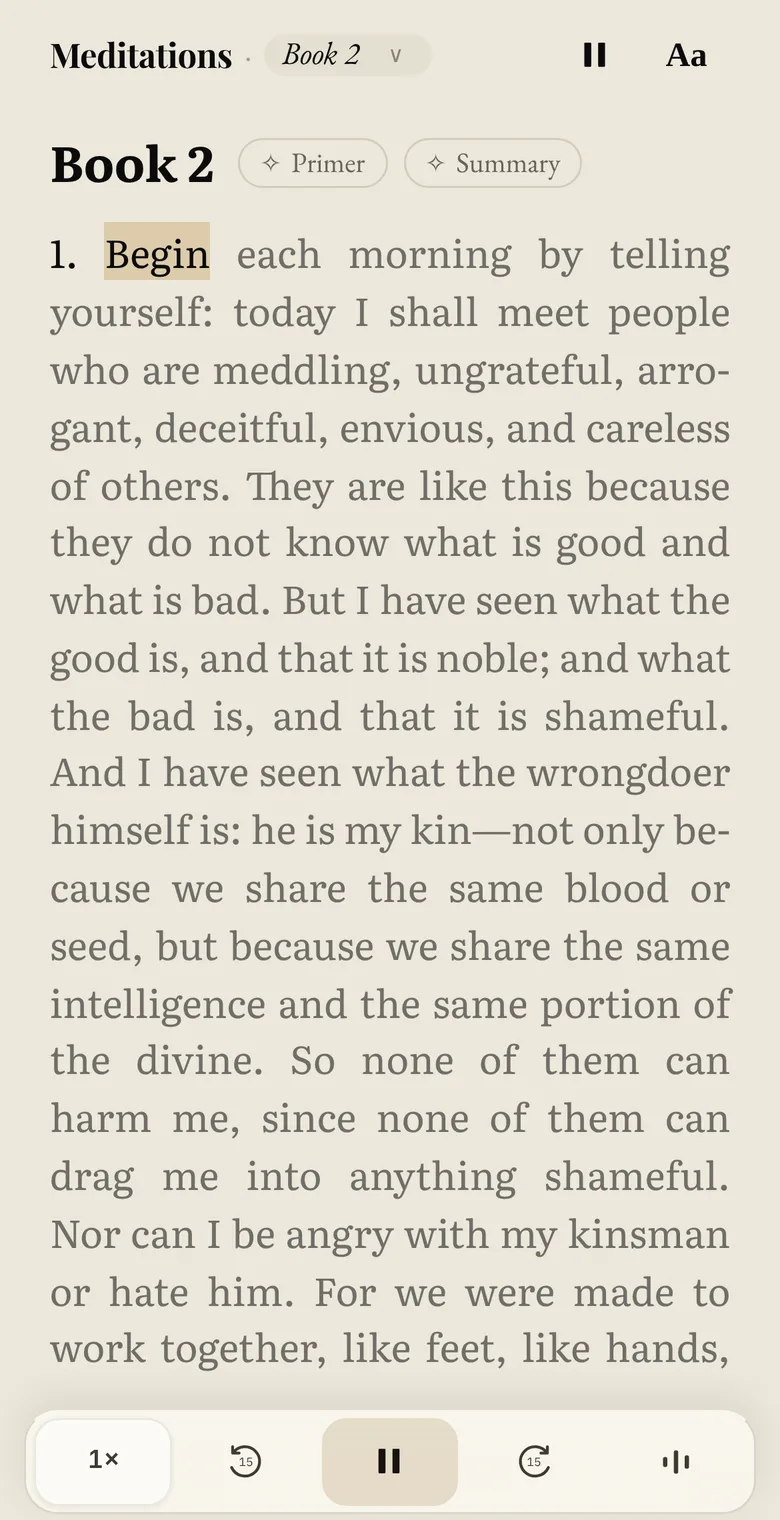 Meditations · Book 2 ∨ Aa
Book 2 ✧ Primer ✧ Summary
1. Begin each morning by telling
yourself: today I shall meet people
who are meddling, ungrateful, arro-
gant, deceitful, envious, and careless
of others. They are like this because
they do not know what is good and
what is bad. But I have seen what the
good is, and that it is noble; and what
the bad is, and that it is shameful.
And I have seen what the wrongdoer
himself is: he is my kin—not only be-
cause we share the same blood or
seed, but because we share the same
intelligence and the same portion of
the divine. So none of them can
harm me, since none of them can
drag me into anything shameful.
Nor can I be angry with my kinsman
or hate him. For we were made to
work together, like feet, like hands,
1× 15 15